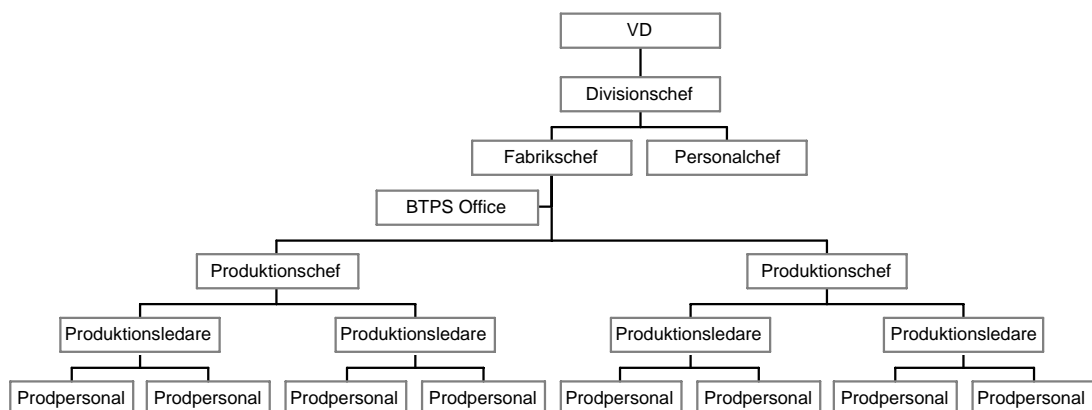 VD
Divisionschef
Fabrikschef
Personalchef
BTPS Office
Produktionschef
Produktionschef
Produktionsledare
Produktionsledare
Produktionsledare
Produktionsledare
Prodpersonal
Prodpersonal
Prodpersonal
Prodpersonal
Prodpersonal
Prodpersonal
Prodpersonal
Prodpersonal